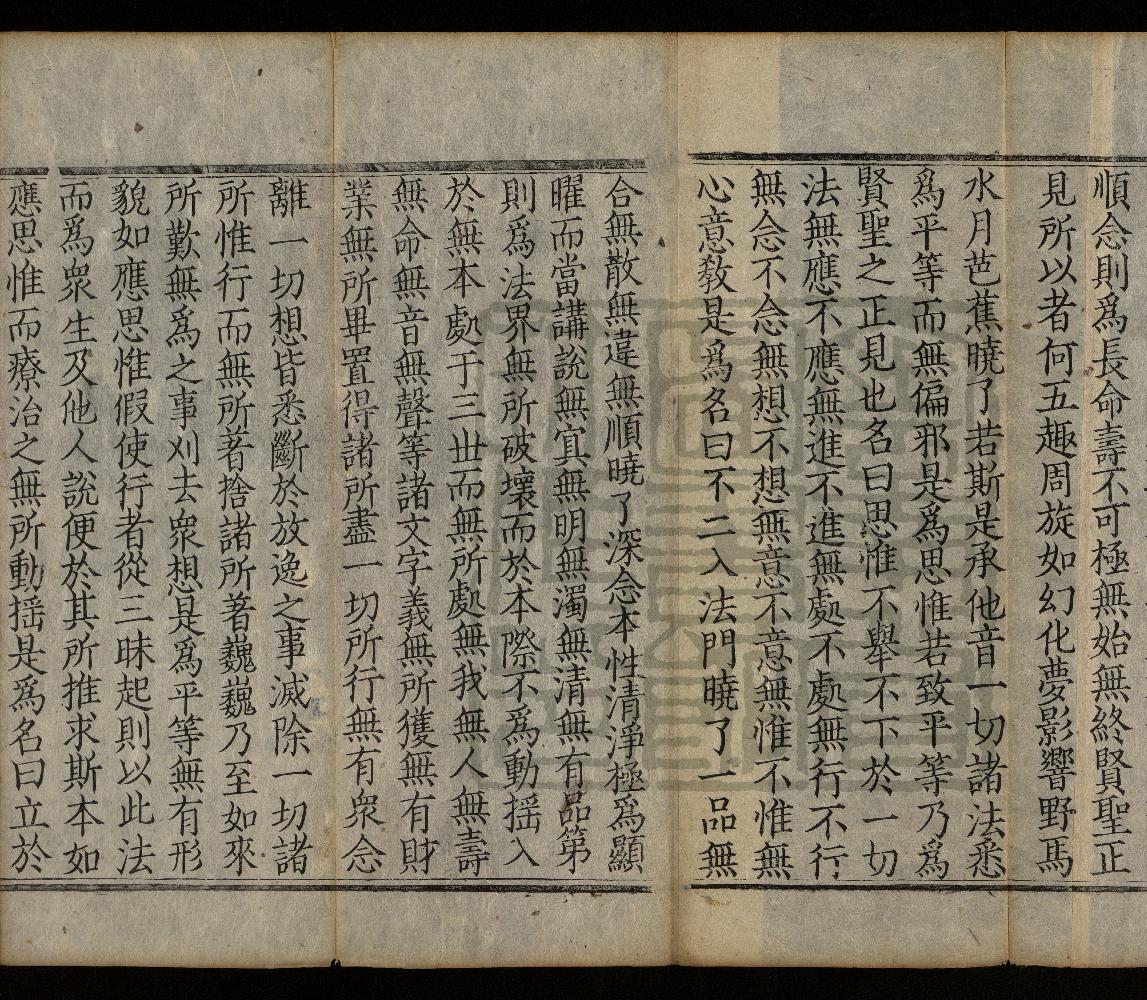 順念則爲長命壽不可極無始無終賢聖正
見所以者何五趣周旋如幻化夢影響野馬
水月芭蕉曉了若斯是承他音一切諸法悉
爲平等而無偏邪是爲思惟若致平等乃爲
賢聖之正見也名曰思惟不舉不下於一切
法無應不應無進不進無處不處無行不行
無念不念無想不想無意不意無惟不惟無
心意教是爲名曰不二入法門曉了一品無
合無散無違無順曉了深念本性清淨極爲顯
曜而當講說無冥無明無濁無清無有品第
則爲法界無所破壞而於本際不爲動揺入
於無本處于三世而無所處無我無人無壽
無命無音無聲等諸文字義無所獲無有財
業無所畢置得諸所盡一切所行無有衆念
離一切想皆悉斷於放逸之事滅除一切諸
所惟行而無所著捨諸所著巍巍乃至如來
所歎無爲之事刈去衆想是爲平等無有形
貌如應思惟假使行者從三昧起則以此法
而爲衆生及他人說便於其所推求斯本如
應思惟而療治之無所動揺是爲名曰立於